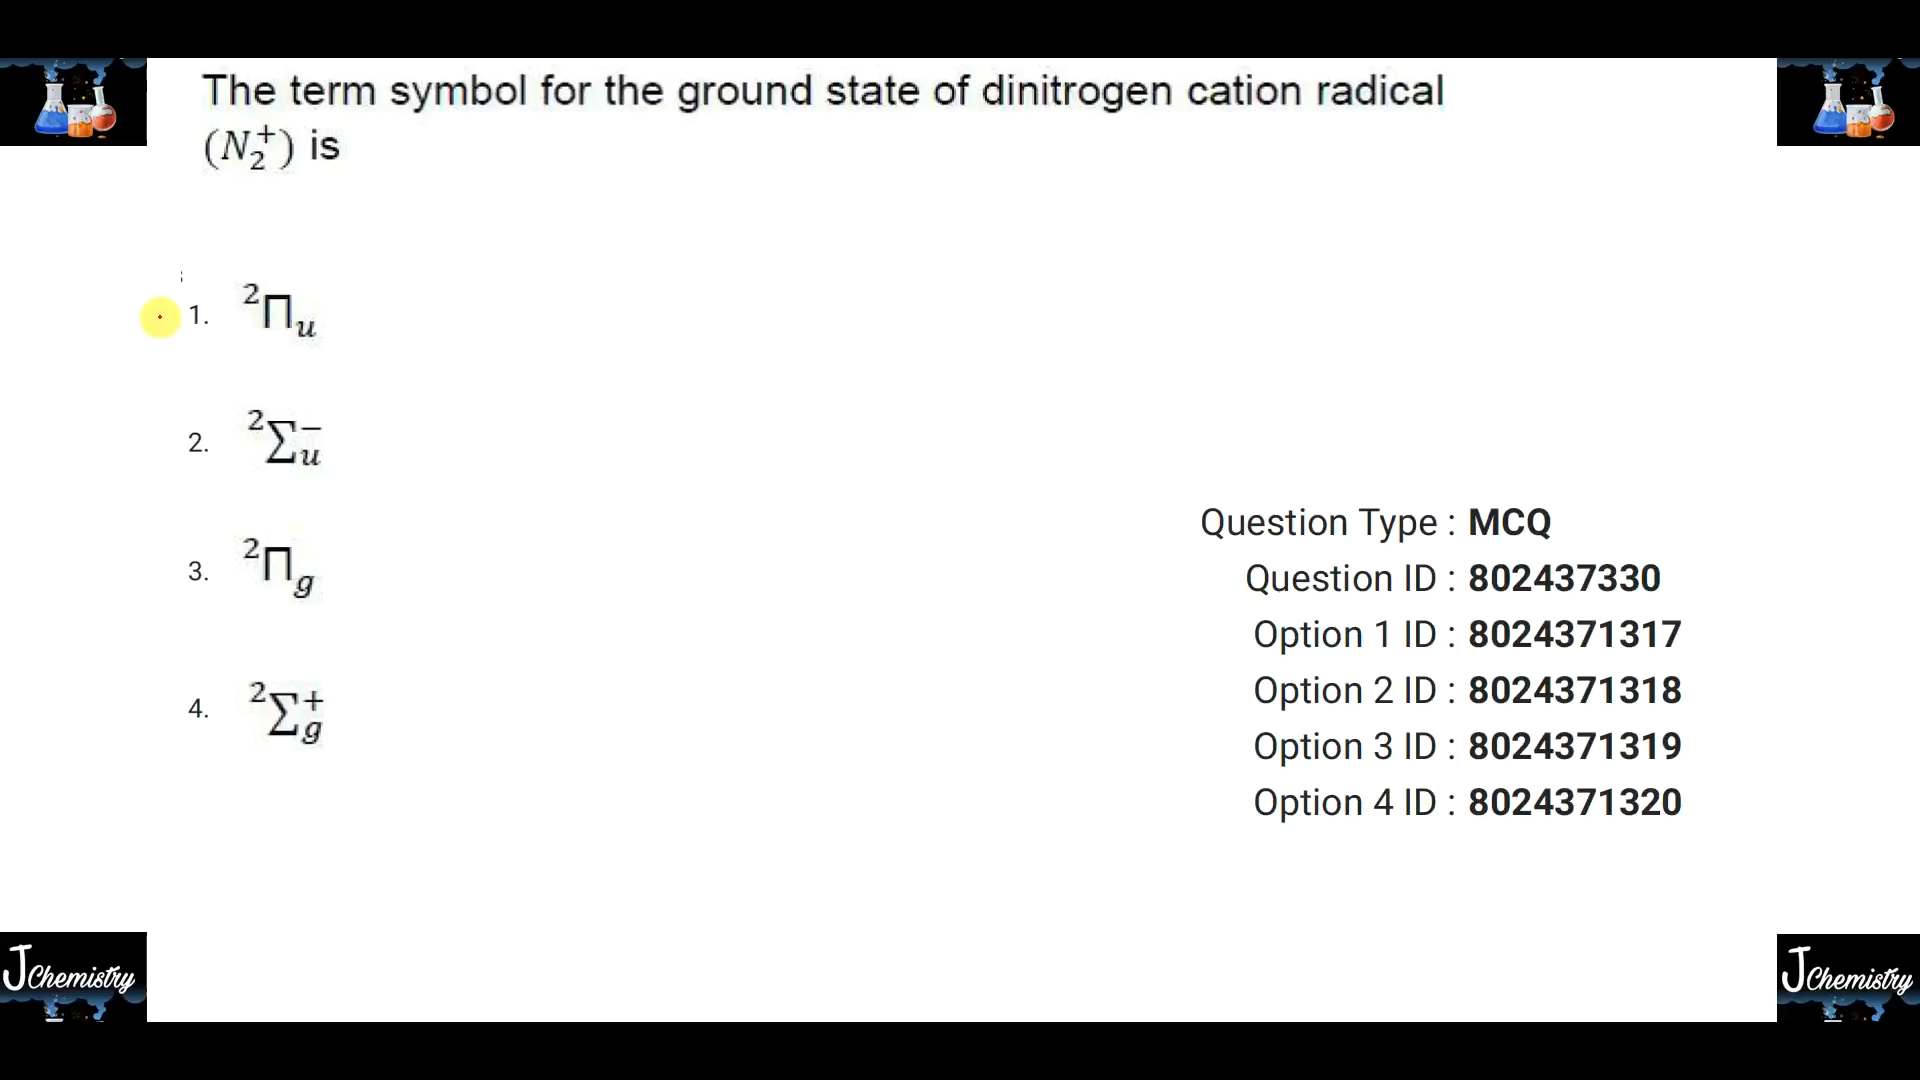 The term symbol for the ground state of dinitrogen cation radical
(N₂⁺) is
1. ²Π_u
2. ²Σ_u⁻
3. ²Π_g
4. ²Σ_g⁺
Question Type : MCQ
Question ID : 802437330
Option 1 ID : 8024371317
Option 2 ID : 8024371318
Option 3 ID : 8024371319
Option 4 ID : 8024371320
JChemistry
JChemistry